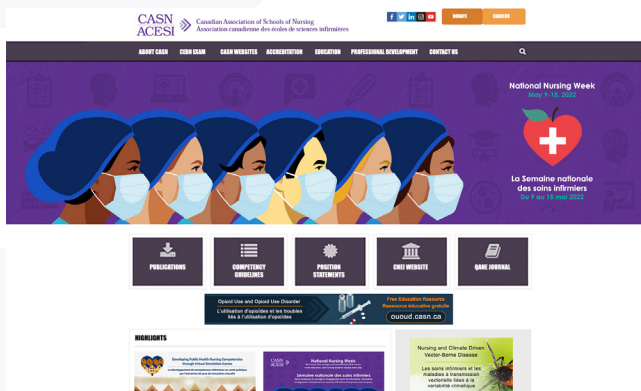 CASN
ACESI
Canadian Association of Schools of Nursing
Association canadienne des écoles de sciences infirmières
DONATE
CAREERS
ABOUT CASN CEBN EXAM CASN WEBSITES ACCREDITATION EDUCATION PROFESSIONAL DEVELOPMENT CONTACT US
National Nursing Week
May 9-15, 2022
La Semaine nationale
des soins infirmiers
Du 9 au 15 mai 2022
PUBLICATIONS
COMPETENCY
GUIDELINES
POSITION
STATEMENTS
CNEI WEBSITE
QANE JOURNAL
Opioid Use and Opioid Use Disorder
L'utilisation d'opioïdes et les troubles
liés à l'utilisation d'opioïdes
Free Education Resource
Ressource éducative gratuite
ououd.casn.ca
HIGHLIGHTS
Developing Public Health Nursing Competencies
through Virtual Simulation Games
CASN
ACESI
National Nursing Week
Semaine nationale des soins infirmiers
Nursing and Climate Driven
Vector-Borne Disease
Les soins infirmiers et les
maladies à transmission
vectorielle liées à la
variabilité climatique